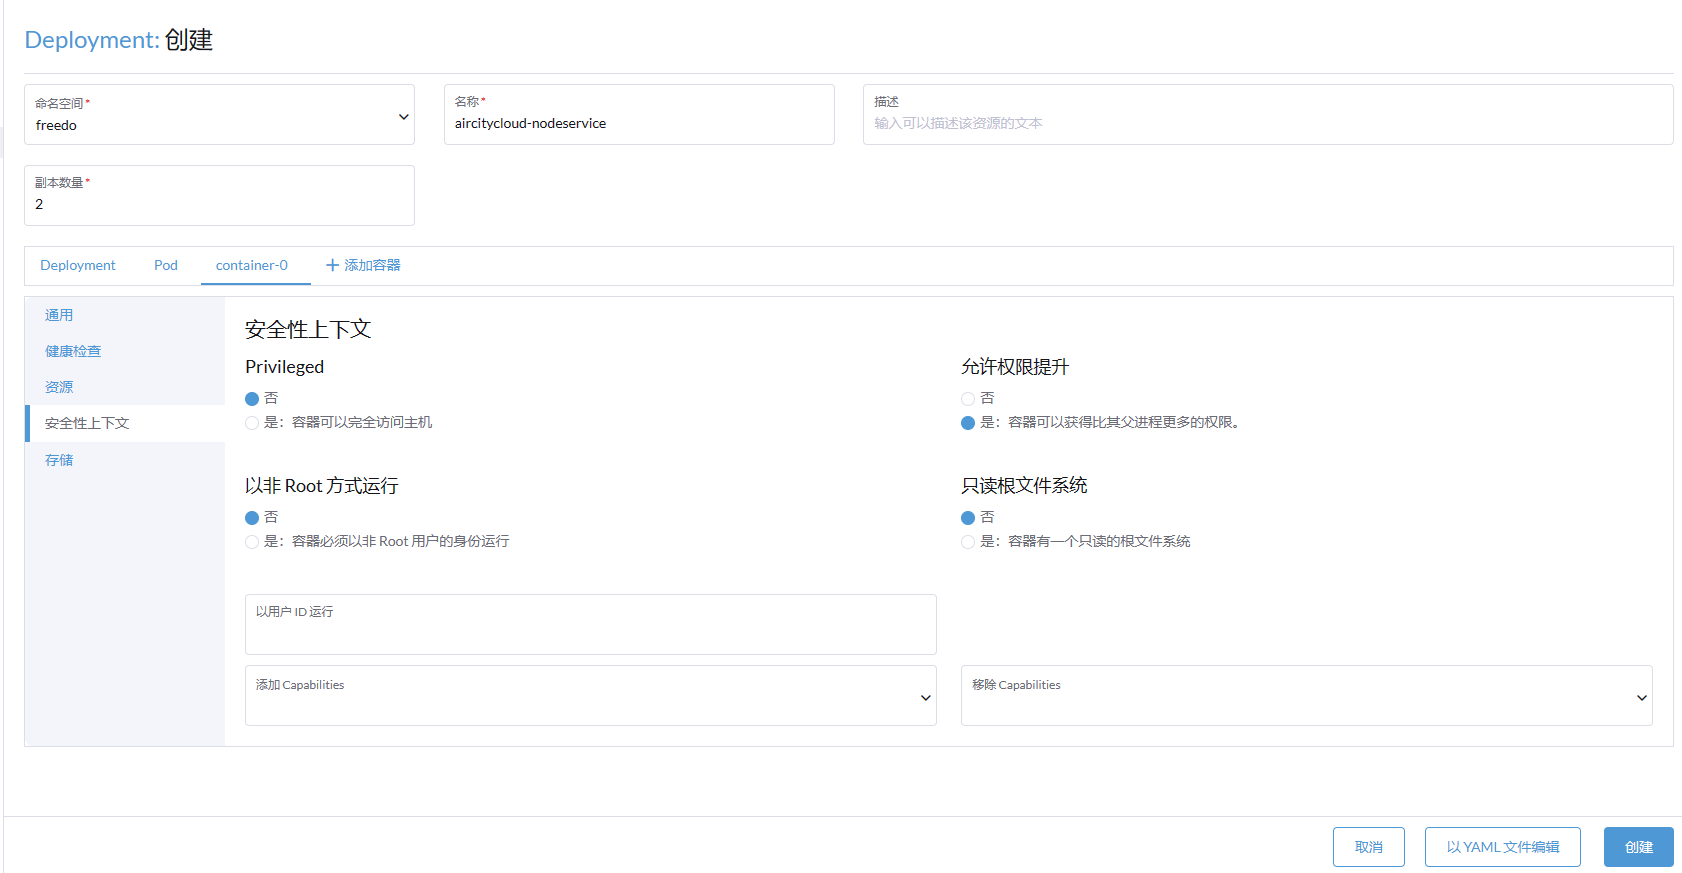 Deployment: 创建
命名空间*
freedo
名称*
aircitycloud-nodeservice
描述
输入可以描述该资源的文本
副本数量*
2
Deployment Pod container-0 + 添加容器
通用
健康检查
资源
安全性上下文
存储
安全性上下文
Privileged
否
是：容器可以完全访问主机
允许权限提升
否
是：容器可以获得比其父进程更多的权限。
以非 Root 方式运行
否
是：容器必须以非 Root 用户的身份运行
只读根文件系统
否
是：容器有一个只读的根文件系统
以用户 ID 运行
添加 Capabilities
移除 Capabilities
取消 以 YAML 文件编辑 创建